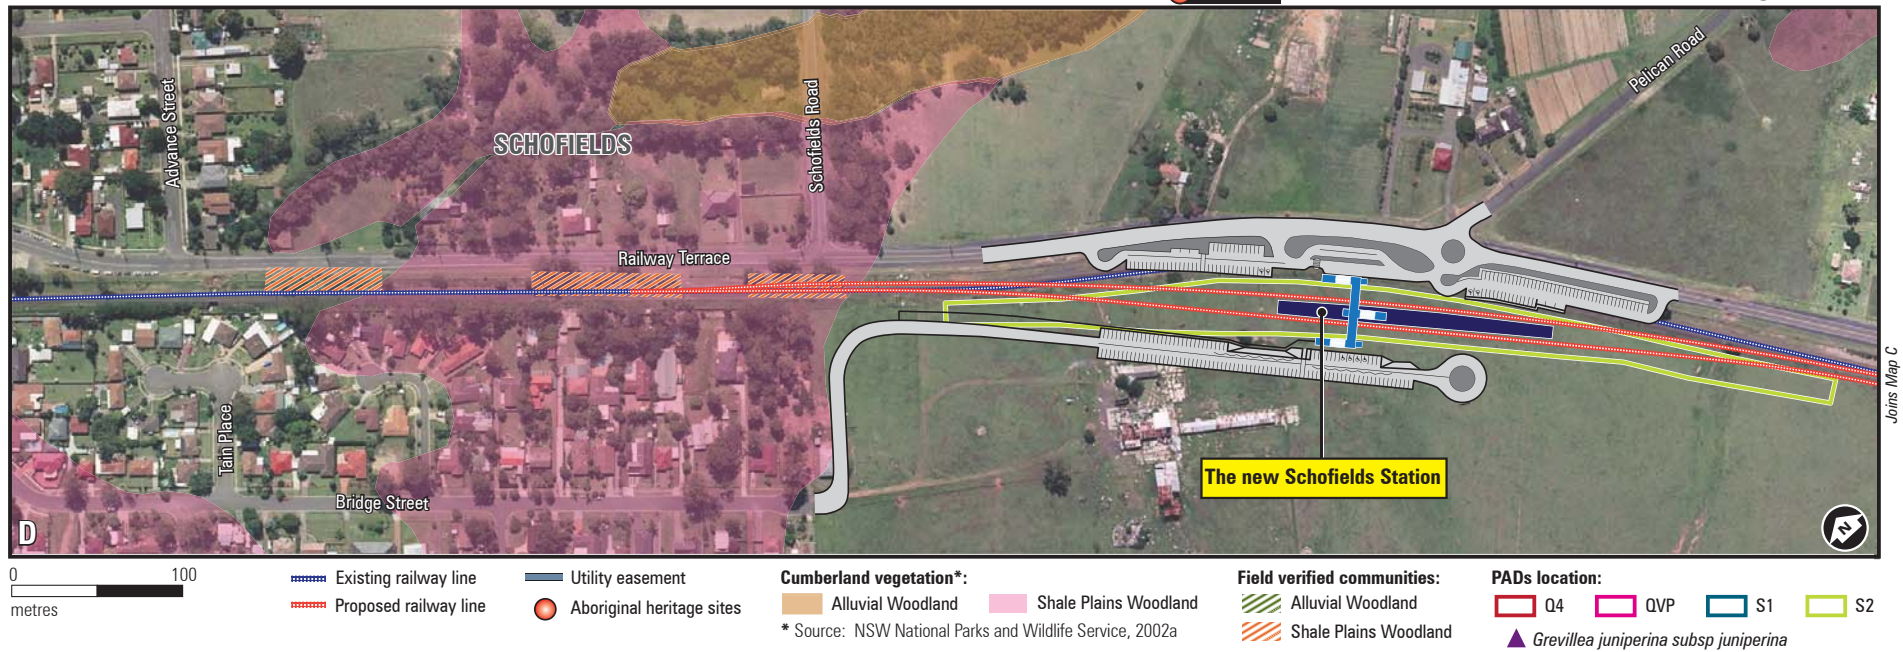 Advance Street
SCHOFIELDS
Schofields Road
Pelican Road
Railway Terrace
Tain Place
Bridge Street
The new Schofields Station
Joins Map C
D
N
0 100
metres
Existing railway line
Proposed railway line
Utility easement
Aboriginal heritage sites
Cumberland vegetation*:
Alluvial Woodland
Shale Plains Woodland
* Source: NSW National Parks and Wildlife Service, 2002a
Field verified communities:
Alluvial Woodland
Shale Plains Woodland
PADs location:
Q4 QVP S1 S2
Grevillea juniperina subsp juniperina